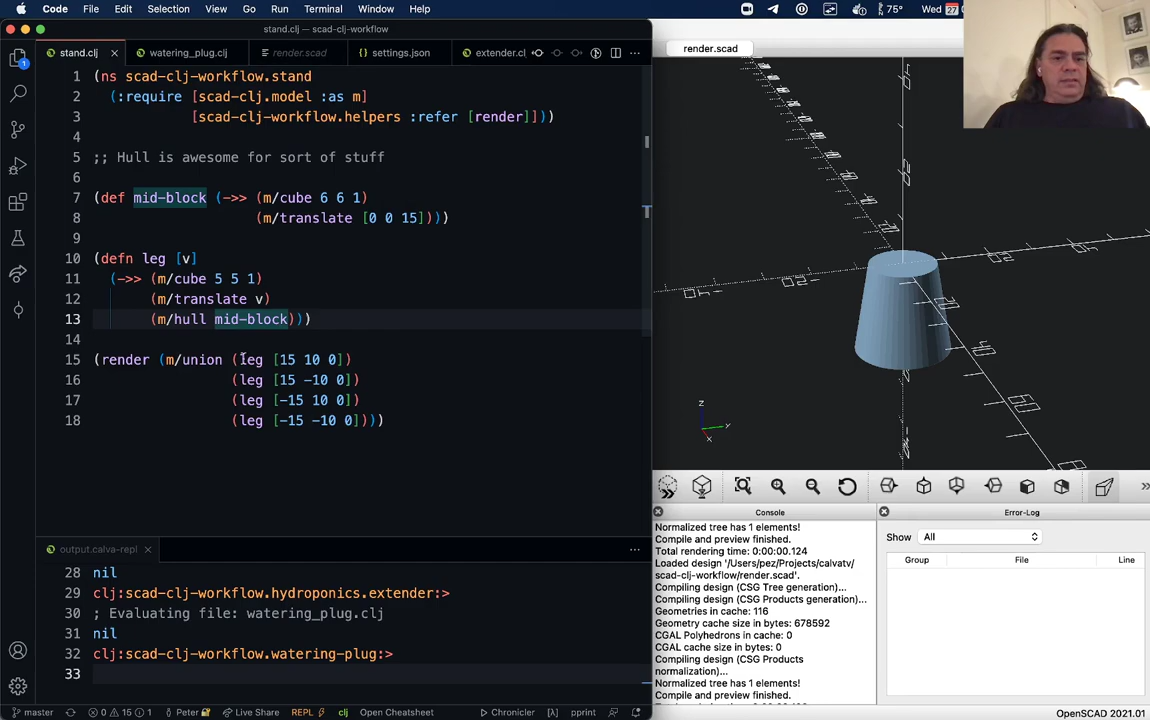 Code File Edit Selection View Go Run Terminal Window Help 75° Wed 27
stand.clj — scad-clj-workflow
stand.clj watering_plug.clj render.scad {} settings.json extender.cl
1 (ns scad-clj-workflow.stand
2 (:require [scad-clj.model :as m]
3 [scad-clj-workflow.helpers :refer [render]]))
4
5 ;; Hull is awesome for sort of stuff
6
7 (def mid-block (->> (m/cube 6 6 1)
8 (m/translate [0 0 15])))
9
10 (defn leg [v]
11 (->> (m/cube 5 5 1)
12 (m/translate v)
13 (m/hull mid-block)))
14
15 (render (m/union (leg [15 10 0])
16 (leg [15 -10 0])
17 (leg [-15 10 0])
18 (leg [-15 -10 0])))
output.calva-repl
28 nil
29 clj:scad-clj-workflow.hydroponics.extender:>
30 ; Evaluating file: watering_plug.clj
31 nil
32 clj:scad-clj-workflow.watering-plug:>
33
master 0 15 1 Peter Live Share REPL clj Open Cheatsheet Chronicler [λ] pprint
render.scad
z
y
x
Console
Normalized tree has 1 elements!
Compile and preview finished.
Total rendering time: 0:00:00.124
Loaded design '/Users/pez/Projects/calvatv/
scad-clj-workflow/render.scad'.
Compiling design (CSG Tree generation)...
Compiling design (CSG Products generation)...
Geometries in cache: 116
Geometry cache size in bytes: 678592
CGAL Polyhedrons in cache: 0
CGAL cache size in bytes: 0
Compiling design (CSG Products
normalization)...
Normalized tree has 1 elements!
Compile and preview finished.
Error-Log
Show All
Group File Line
OpenSCAD 2021.01